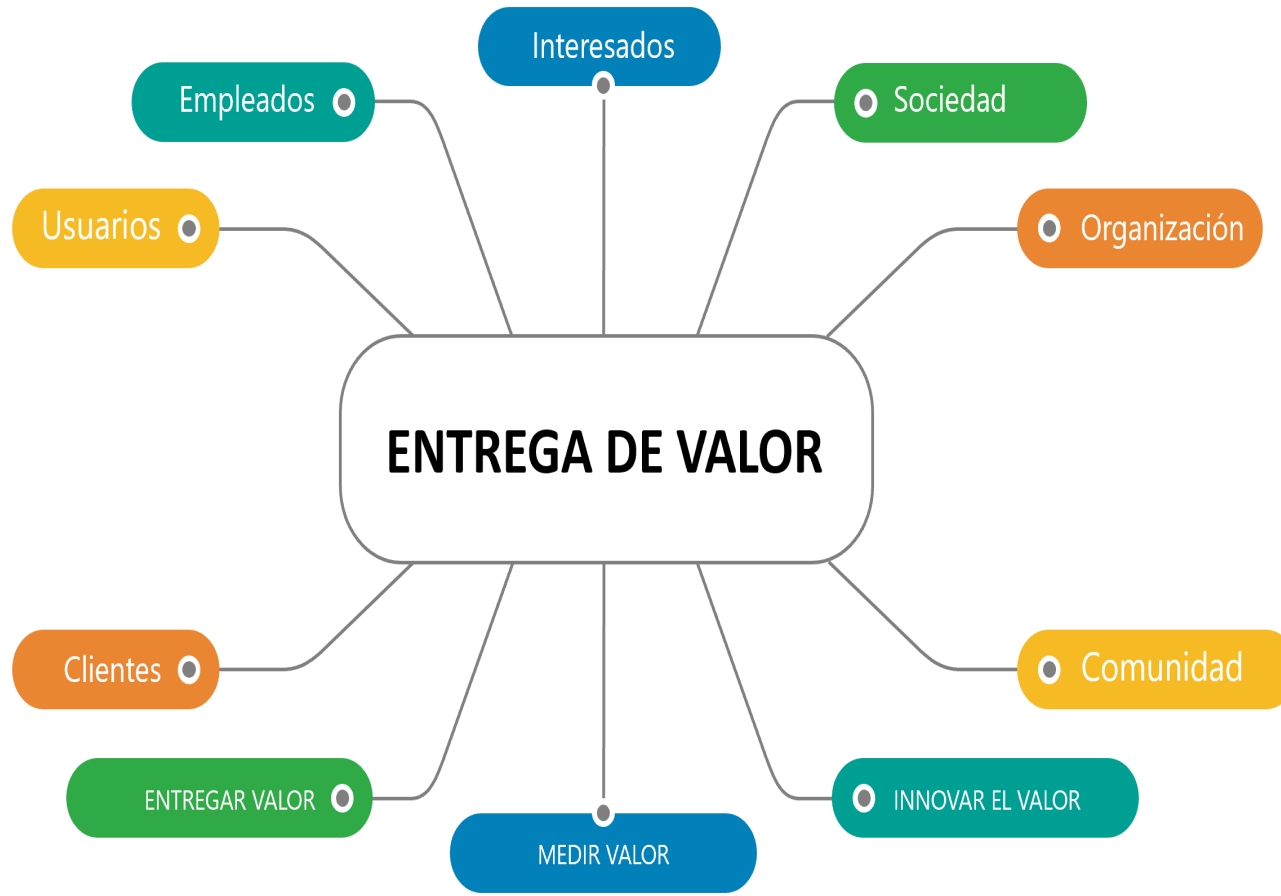 Interesados
Empleados
Sociedad
Usuarios
Organización
ENTREGA DE VALOR
Clientes
Comunidad
ENTREGAR VALOR
INNOVAR EL VALOR
MEDIR VALOR